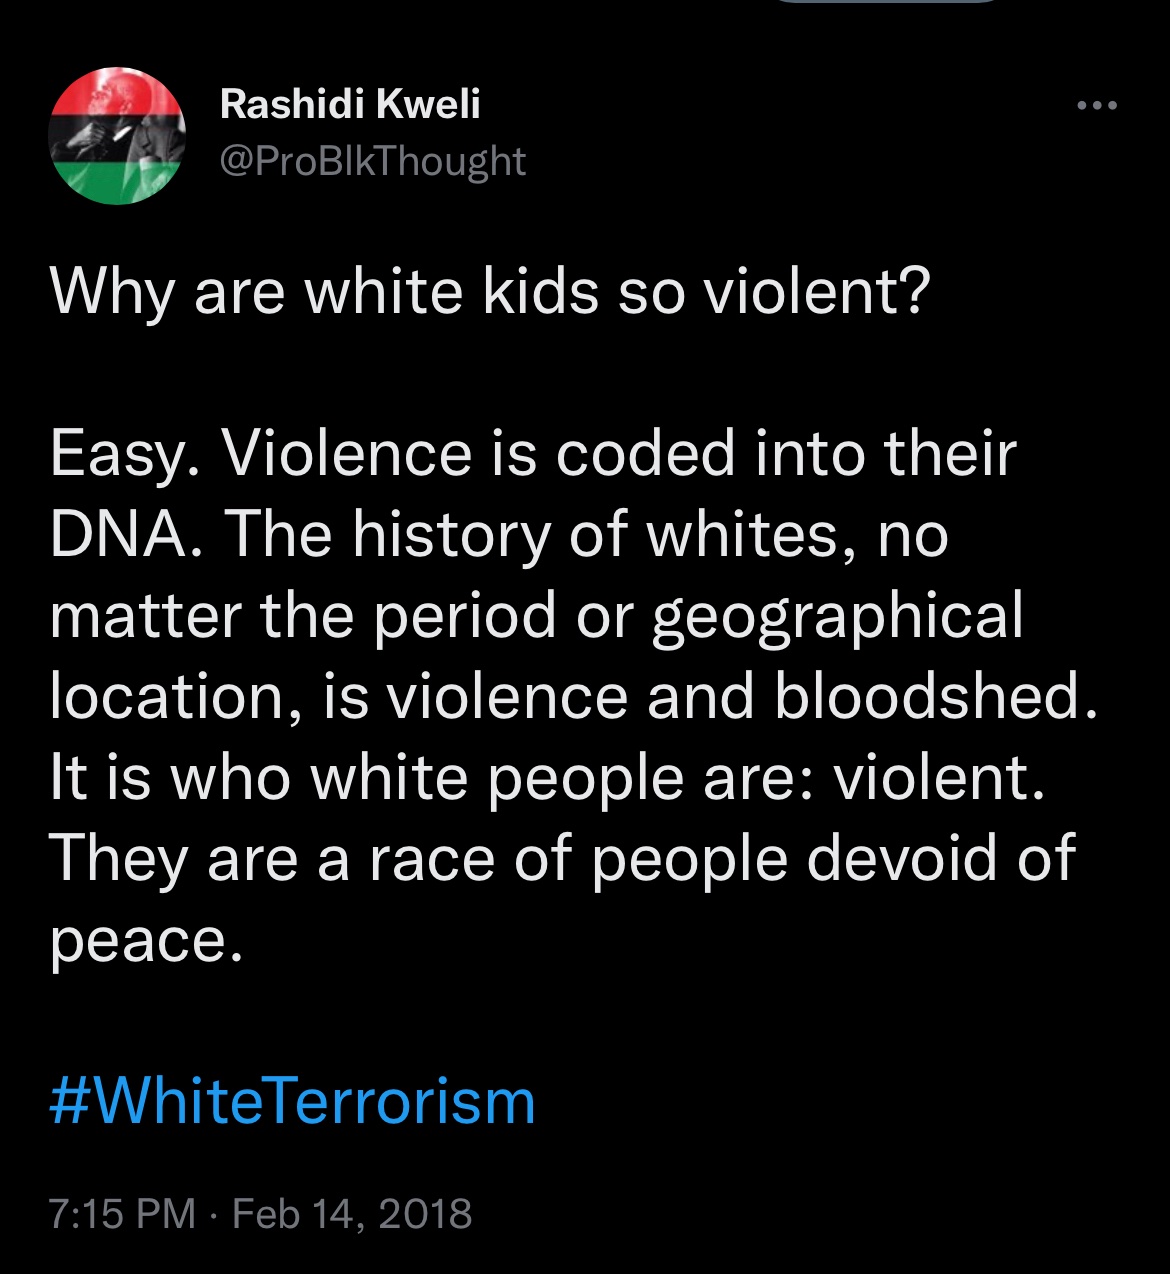 Rashidi Kweli
@ProBlkThought
Why are white kids so violent?
Easy. Violence is coded into their
DNA. The history of whites, no
matter the period or geographical
location, is violence and bloodshed.
It is who white people are: violent.
They are a race of people devoid of
peace.
#WhiteTerrorism
7:15 PM · Feb 14, 2018